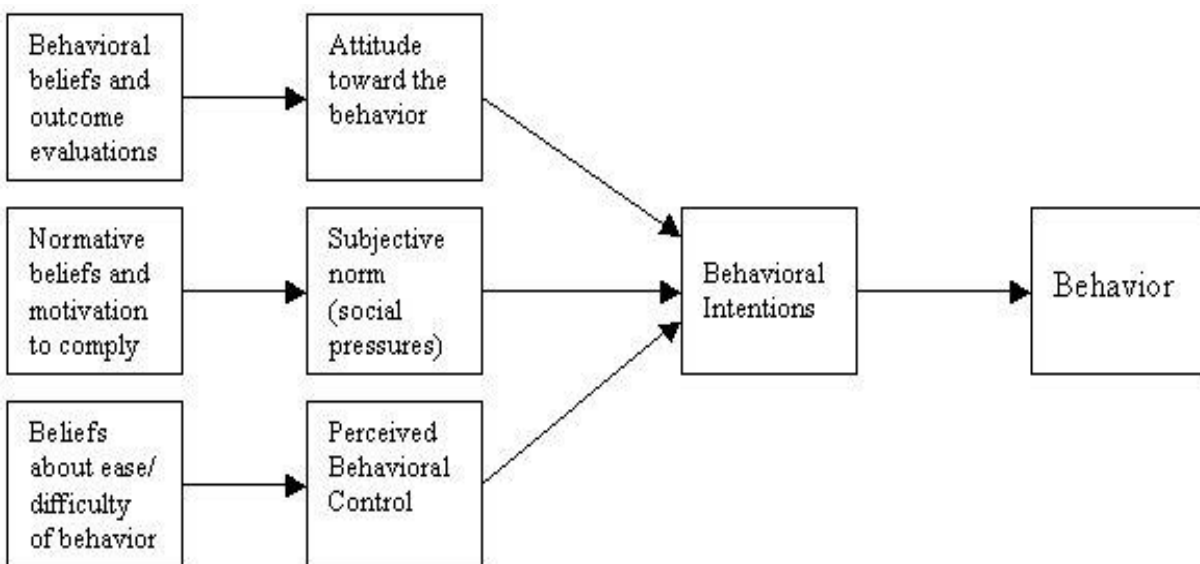 Behavioral
beliefs and
outcome
evaluations
Attitude
toward the
behavior
Normative
beliefs and
motivation
to comply
Subjective
norm
(social
pressures)
Behavioral
Intentions
Behavior
Beliefs
about ease/
difficulty
of behavior
Perceived
Behavioral
Control